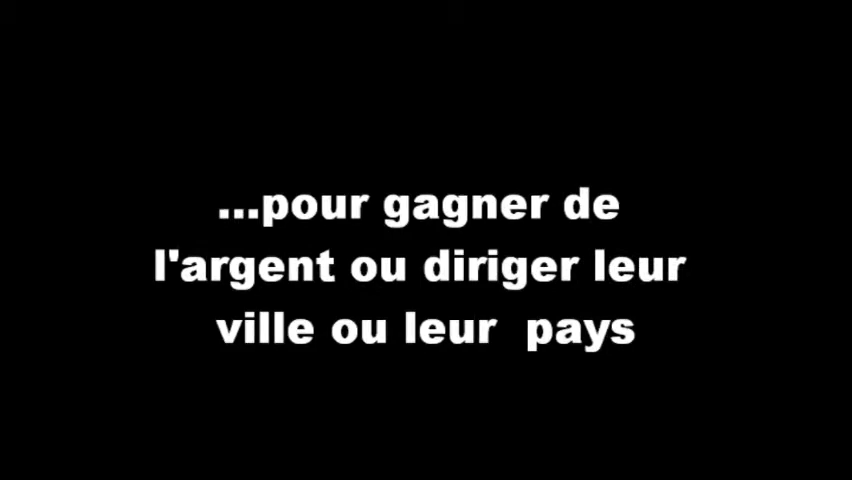 ...pour gagner de
l'argent ou diriger leur
ville ou leur  pays